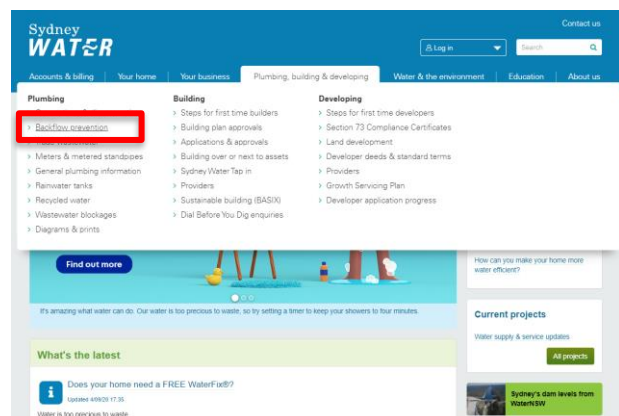 Contact us
Sydney
WATER
Log in
Search
Accounts & billing
Your home
Your business
Plumbing, building & developing
Water & the environment
Education
About us
Plumbing
Backflow prevention
Meters & metered standpipes
General plumbing information
Rainwater tanks
Recycled water
Wastewater blockages
Diagrams & prints
Building
Steps for first time builders
Building plan approvals
Applications & approvals
Building over or next to assets
Sydney Water Tap in
Providers
Sustainable building (BASIX)
Dial Before You Dig enquiries
Developing
Steps for first time developers
Section 73 Compliance Certificates
Land development
Developer deeds & standard terms
Providers
Growth Servicing Plan
Developer application progress
Find out more
It's amazing what water can do. Our water is too precious to waste, so try setting a timer to keep your showers to four minutes.
How can you make your home more
water efficient?
Current projects
Water supply & service updates
All projects
What's the latest
Does your home need a FREE WaterFix®?
Water is too precious to waste.
Sydney's dam levels from
WaterNSW